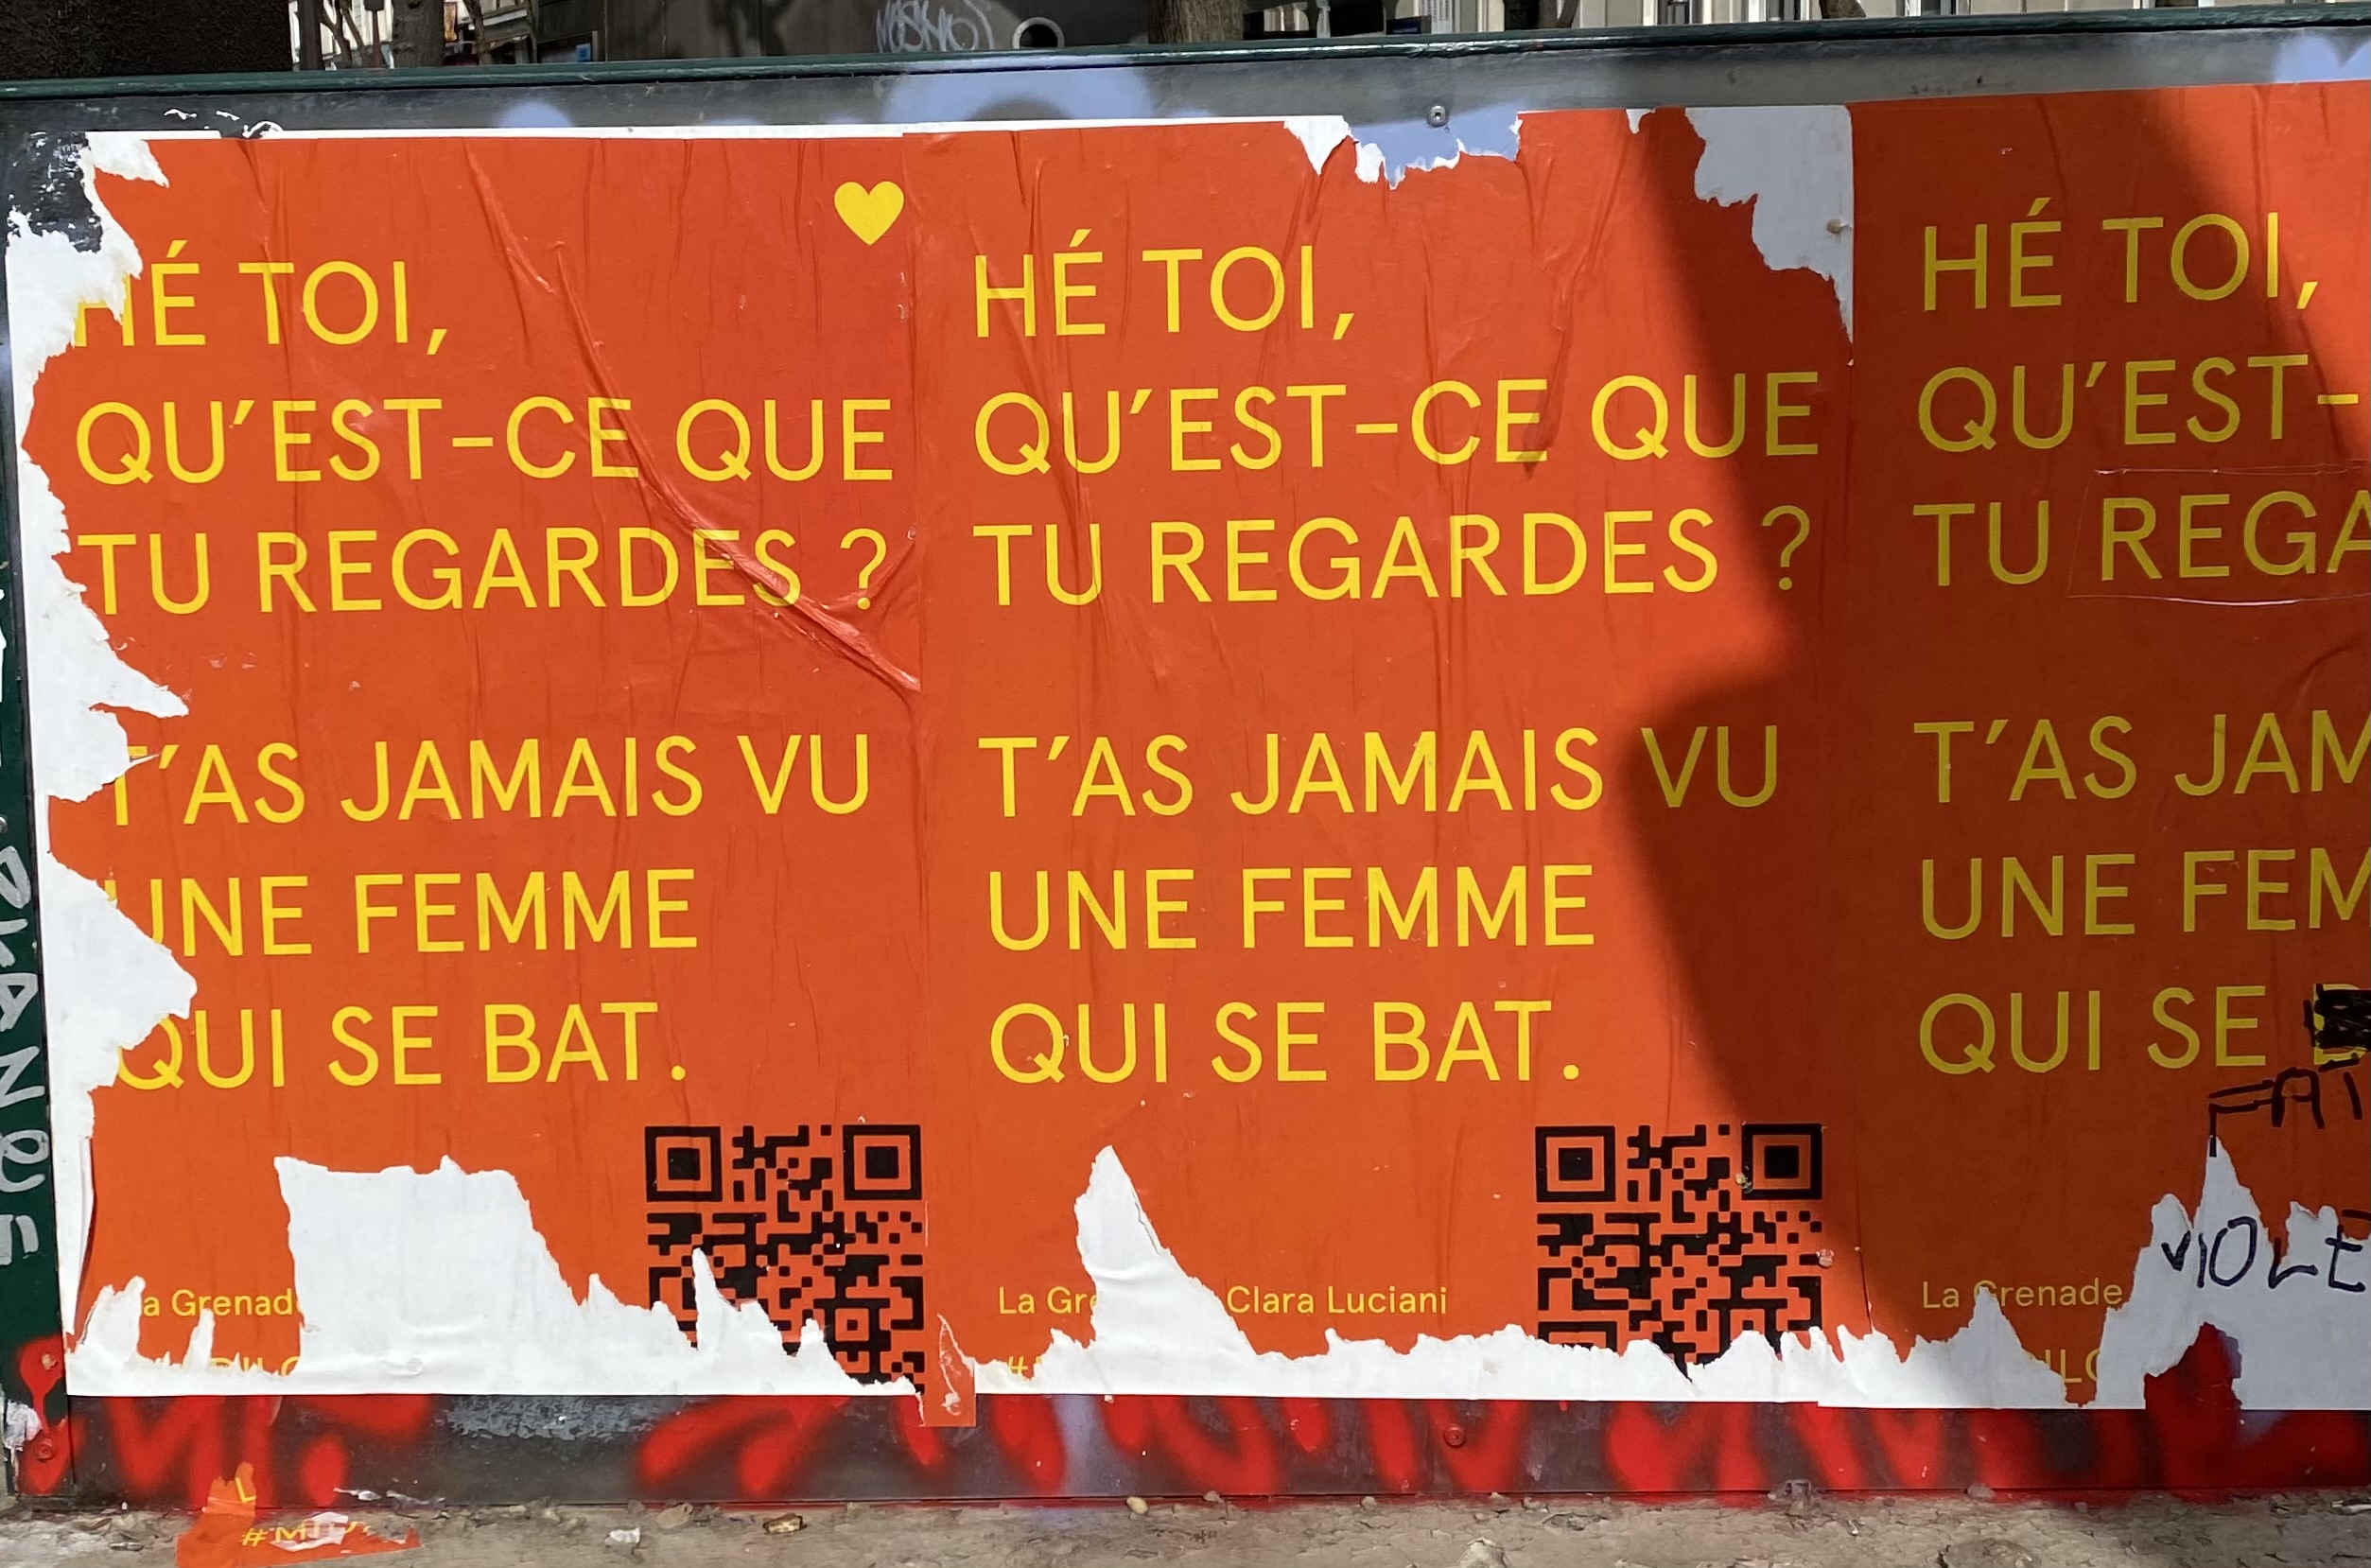 HÉ TOI,
QU'EST-CE QUE
TU REGARDES ?
T'AS JAMAIS VU
UNE FEMME
QUI SE BAT.
HÉ TOI,
QU'EST-CE QUE
TU REGARDES ?
T'AS JAMAIS VU
UNE FEMME
QUI SE BAT.
La Clara Luciani
HÉ TOI,
QU'EST-
TU REGA
T'AS JAM
UNE FEM
QUI SE
FAI
VIOLE
La Grenade